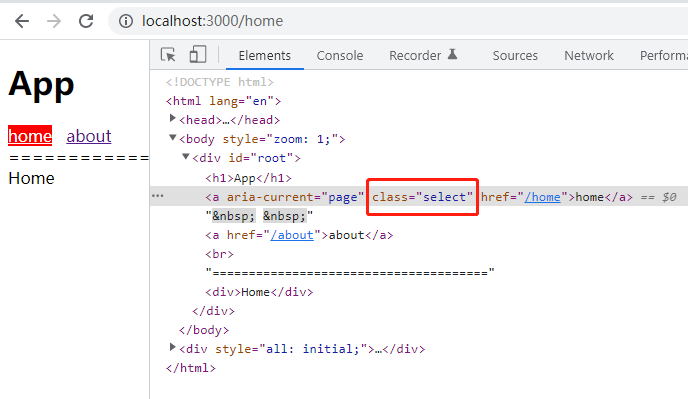 localhost:3000/home
Elements Console Recorder Sources Network Performa
App
home about
============
Home
<!DOCTYPE html>
<html lang="en">
<head>…</head>
<body style="zoom: 1;">
<div id="root">
<h1>App</h1>
<a aria-current="page" class="select" href="/home">home</a> == $0
"&nbsp; &nbsp;"
<a href="/about">about</a>
<br>
"======================================"
<div>Home</div>
</div>
</body>
<div style="all: initial;">…</div>
</html>